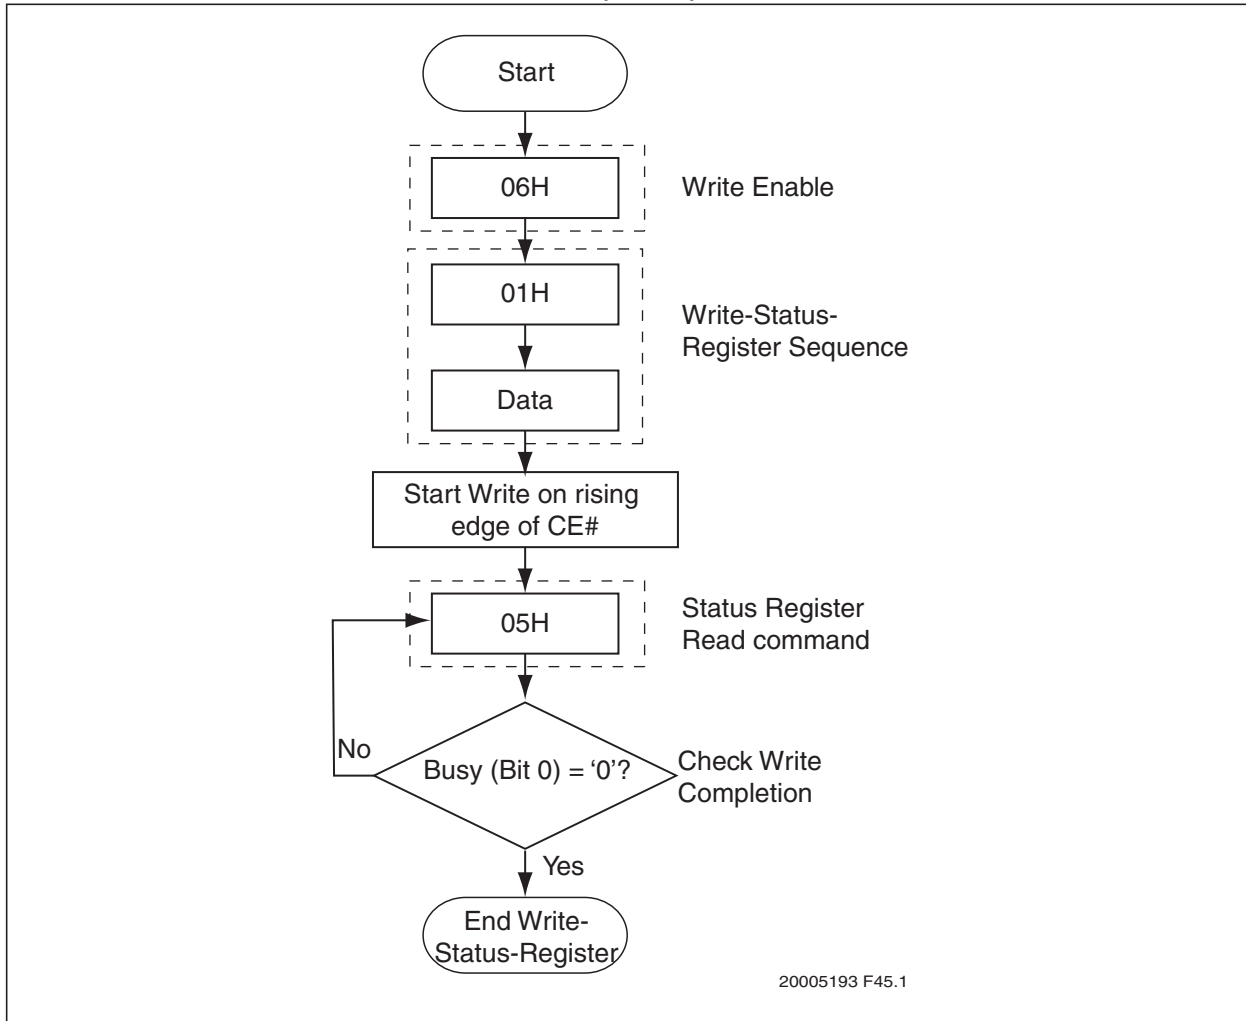 Start
06H
Write Enable
01H
Write-Status-
Register Sequence
Data
Start Write on rising
edge of CE#
05H
Status Register
Read command
No
Busy (Bit 0) = ‘0’?
Check Write
Completion
Yes
End Write-
Status-Register
20005193 F45.1